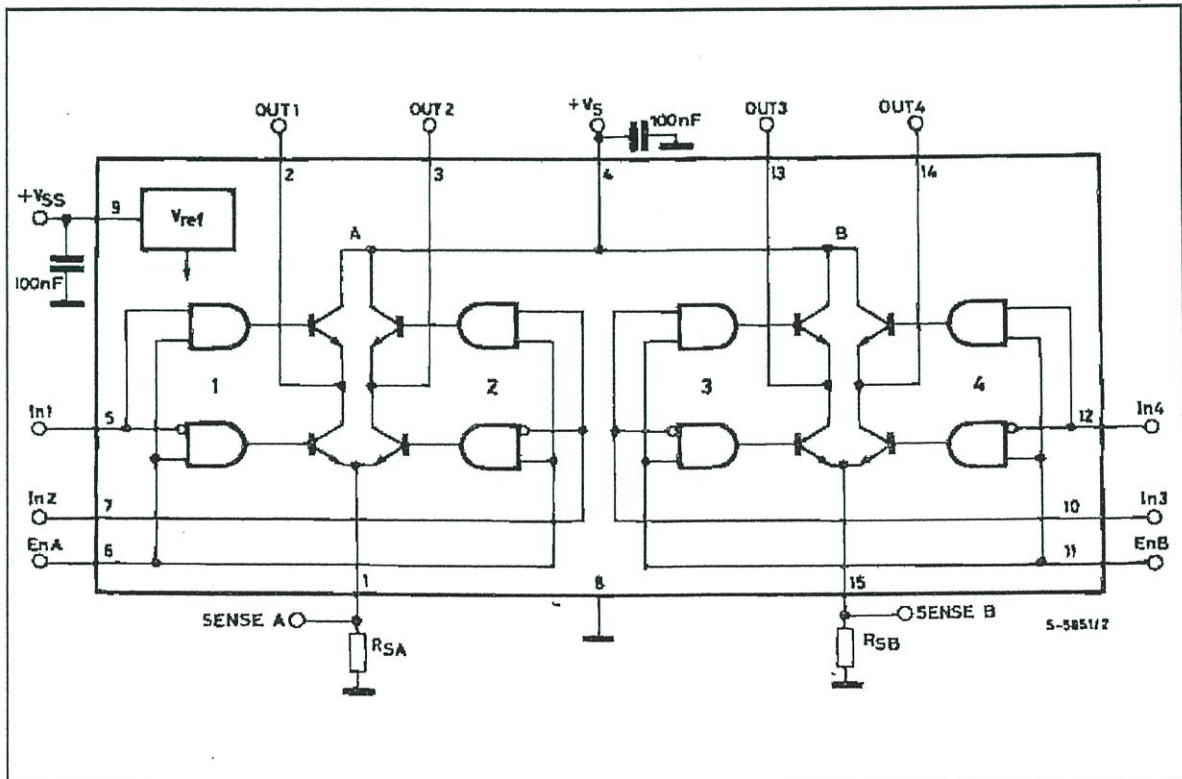 OUT1
OUT2
+VS
100nF
OUT3
OUT4
2
3
4
13
14
+VSS
9
Vref
100nF
A
B
1
2
3
4
In1
5
12
In4
In2
7
10
In3
EnA
6
11
EnB
1
8
15
SENSE A
SENSE B
RSA
RSB
S-5851/2